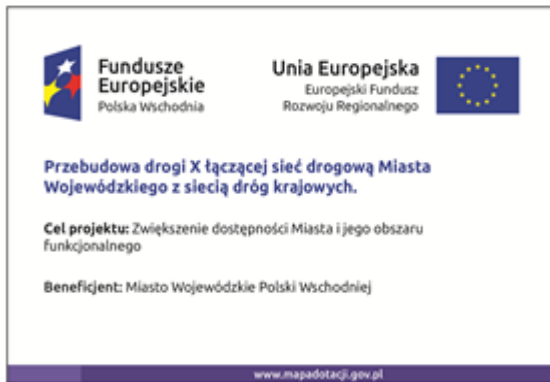 Fundusze
Europejskie
Polska Wschodnia
Unia Europejska
Europejski Fundusz
Rozwoju Regionalnego
Przebudowa drogi X łączącej sieć drogową Miasta
Wojewódzkiego z siecią dróg krajowych.
Cel projektu: Zwiększenie dostępności Miasta i jego obszaru
funkcjonalnego
Beneficjent: Miasto Wojewódzkie Polski Wschodniej
www.mapadotacji.gov.pl